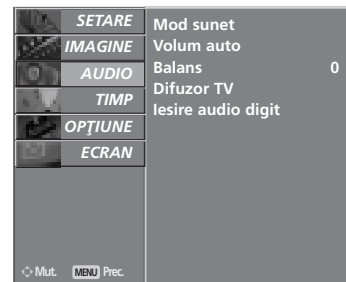 SETARE
IMAGINE
AUDIO
TIMP
OPŢIUNE
ECRAN
Mod sunet
Volum auto
Balans 0
Difuzor TV
Iesire audio digit
Mut. MENU Prec.